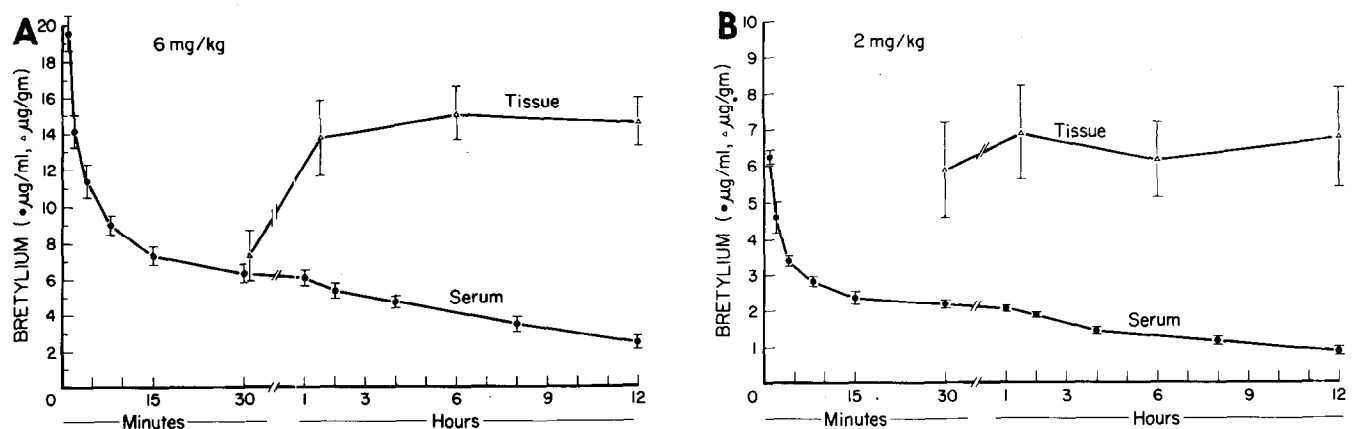 A
6 mg/kg
BRETYLIUM (•μg/ml, △μg/gm)
20
18
16
14
12
10
8
6
4
2
0
Tissue
Serum
15 30 1 3 6 9 12
Minutes Hours
B
2 mg/kg
BRETYLIUM (•μg/ml, △μg/gm)
10
9
8
7
6
5
4
3
2
1
0
Tissue
Serum
15 30 1 3 6 9 12
Minutes Hours